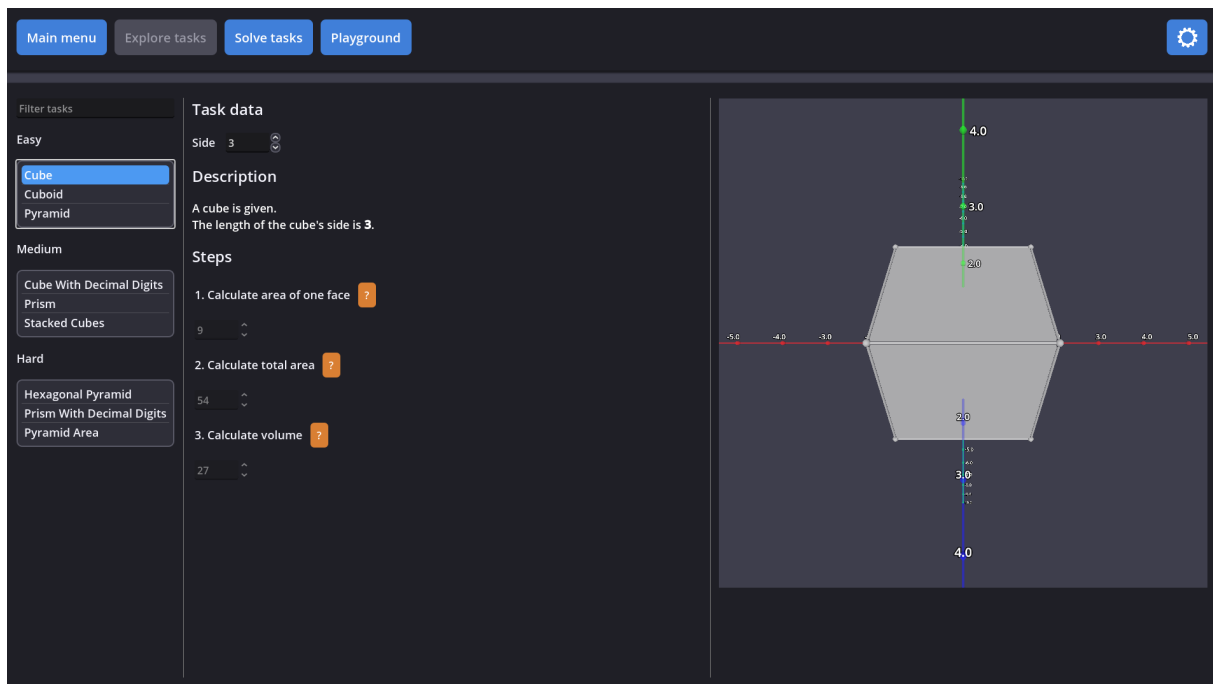 Main menu
Explore tasks
Solve tasks
Playground
Filter tasks
Easy
Cube
Cuboid
Pyramid
Medium
Cube With Decimal Digits
Prism
Stacked Cubes
Hard
Hexagonal Pyramid
Prism With Decimal Digits
Pyramid Area
Task data
Side 3
Description
A cube is given.
The length of the cube's side is 3.
Steps
1. Calculate area of one face ?
9
2. Calculate total area ?
54
3. Calculate volume ?
27
4.0
3.0
2.0
-5.0 -4.0 -3.0 3.0 4.0 5.0
2.0
3.0
4.0